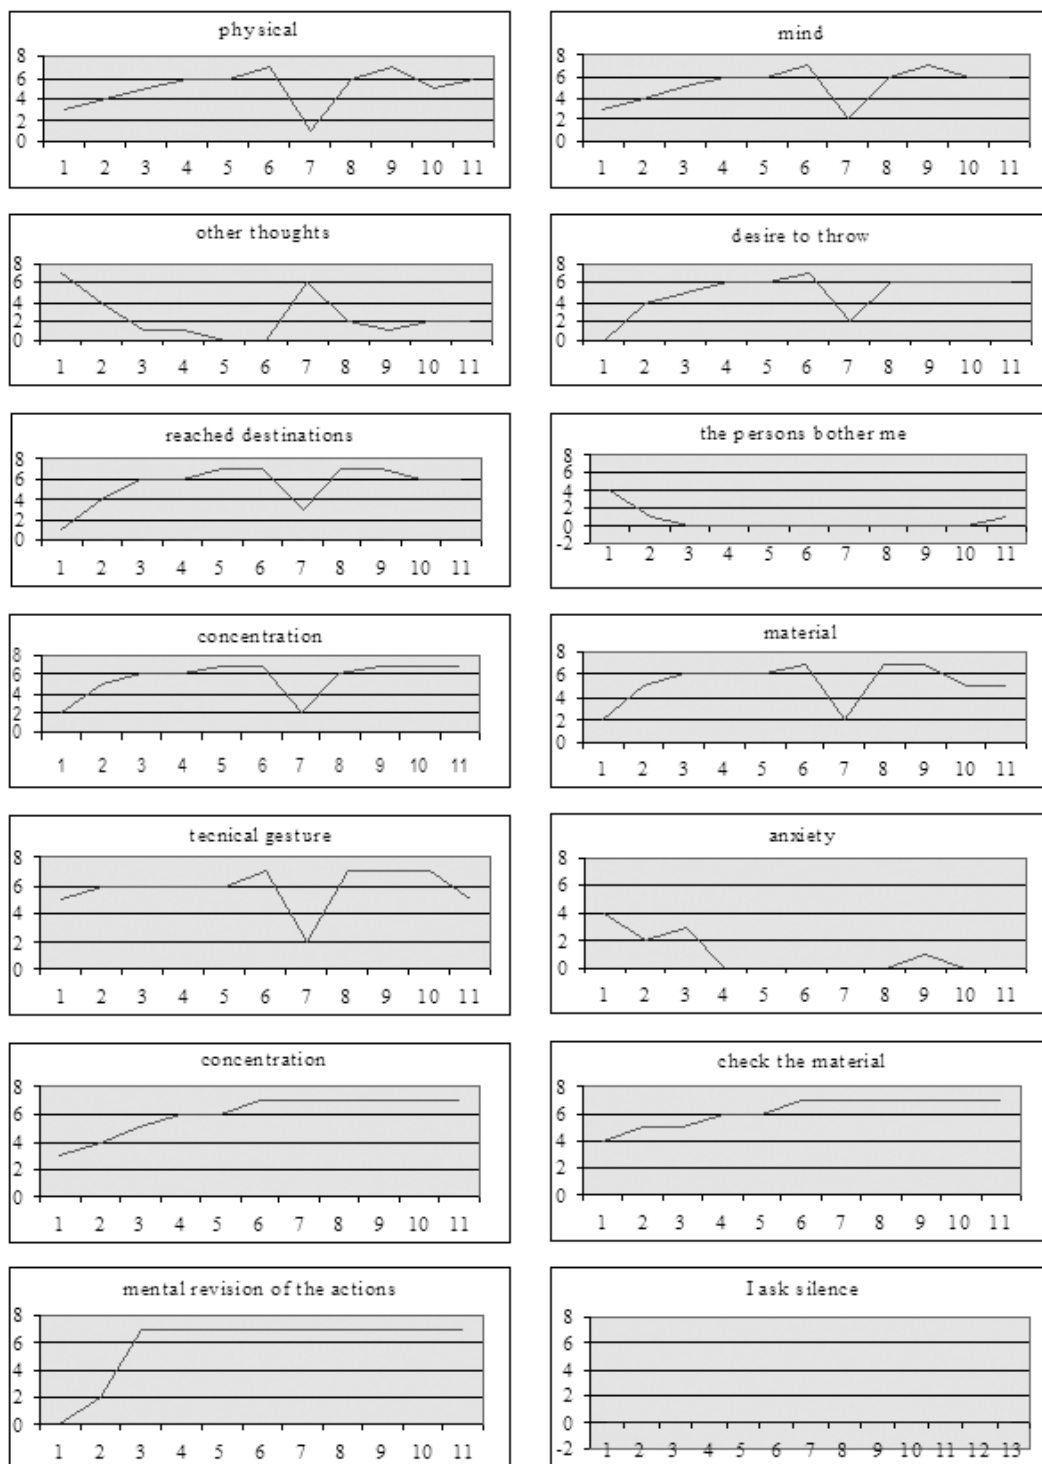 physical
8
6
4
2
0
1 2 3 4 5 6 7 8 9 10 11
mind
8
6
4
2
0
1 2 3 4 5 6 7 8 9 10 11
other thoughts
8
6
4
2
0
1 2 3 4 5 6 7 8 9 10 11
desire to throw
8
6
4
2
0
1 2 3 4 5 6 7 8 9 10 11
reached destinations
8
6
4
2
0
1 2 3 4 5 6 7 8 9 10 11
the persons bother me
8
6
4
2
0
-2
1 2 3 4 5 6 7 8 9 10 11
concentration
8
6
4
2
0
1 2 3 4 5 6 7 8 9 10 11
material
8
6
4
2
0
1 2 3 4 5 6 7 8 9 10 11
tecnical gesture
8
6
4
2
0
1 2 3 4 5 6 7 8 9 10 11
anxiety
8
6
4
2
0
1 2 3 4 5 6 7 8 9 10 11
concentration
8
6
4
2
0
1 2 3 4 5 6 7 8 9 10 11
check the material
8
6
4
2
0
1 2 3 4 5 6 7 8 9 10 11
mental revision of the actions
8
6
4
2
0
1 2 3 4 5 6 7 8 9 10 11
I ask silence
8
6
4
2
0
-2
1 2 3 4 5 6 7 8 9 10 11 12 13